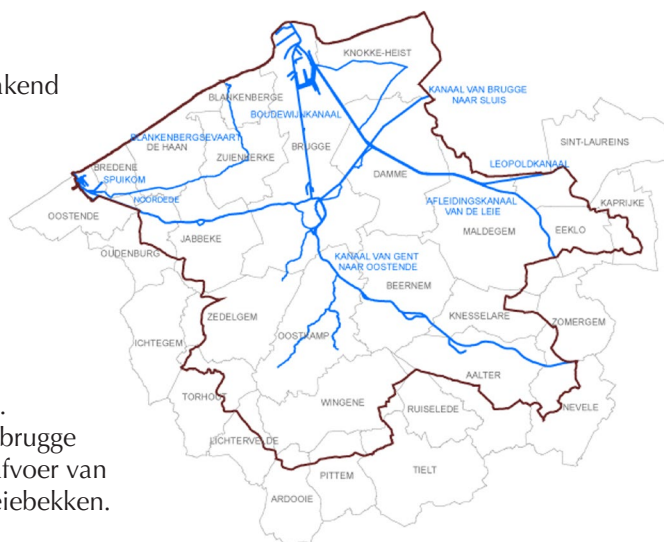 akend
.
brugge
afvoer van
eiebekken.
KNOKKE-HEIST
KANAAL VAN BRUGGE
NAAR SLUIS
BLANKENBERGE
BOUDEWIJNKANAAL
BLANKENBERGSEVAART
DE HAAN
BRUGGE
SINT-LAUREINS
ZUIENKERKE
LEOPOLDKANAAL
BREDENE
SPUIKOM
DAMME
NOORDEDE
AFLEIDINGSKANAAL
VAN DE LEIE
KAPRIJKE
OOSTENDE
MALDEGEM
EEKLO
JABBEKE
OUDENBURG
KANAAL VAN GENT
NAAR OOSTENDE
BEERNEM
ZEDELGEM
KNESSELARE
ZOMERGEM
OOSTKAMP
ICHTEGEM
AALTER
TORHOUT
WINGENE
RUISELEDE
NEVELE
LICHTERVELDE
TIELT
PITTEM
ARDOOIE